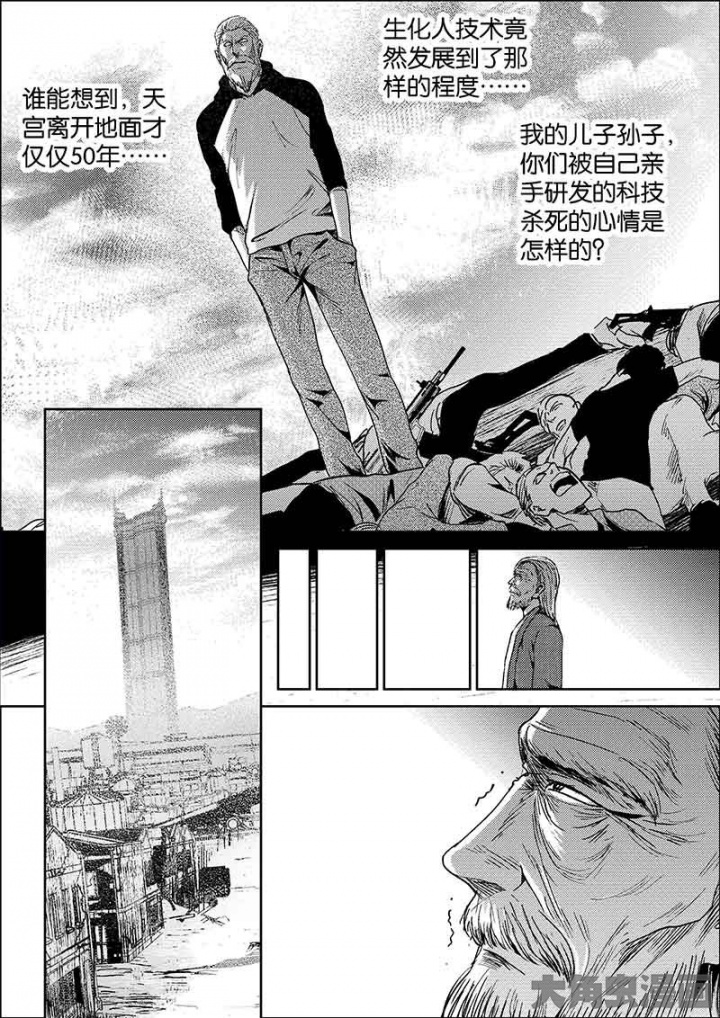 谁能想到，天
宫离开地面才
仅仅50年……
生化人技术竟
然发展到了那
样的程度……
我的儿子孙子，
你们被自己亲
手研发的科技
杀死的心情是
怎样的？
大角虫漫画